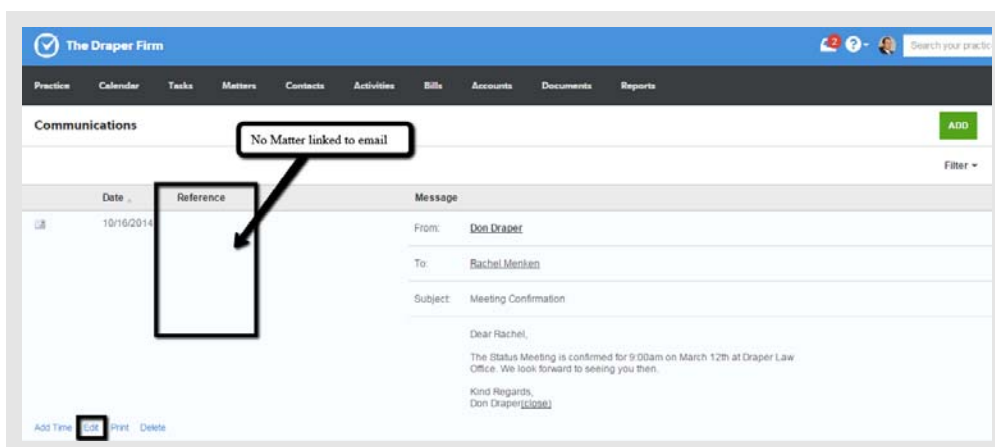 The Draper Firm
2 ? Search your practic
Practice Calendar Tasks Matters Contacts Activities Bills Accounts Documents Reports
Communications ADD
No Matter linked to email
Filter
Date Reference Message
10/16/2014 From: Don Draper
To: Rachel Menken
Subject: Meeting Confirmation
Dear Rachel,
The Status Meeting is confirmed for 9:00am on March 12th at Draper Law
Office. We look forward to seeing you then.
Kind Regards,
Don Draper(close)
Add Time Edit Print Delete